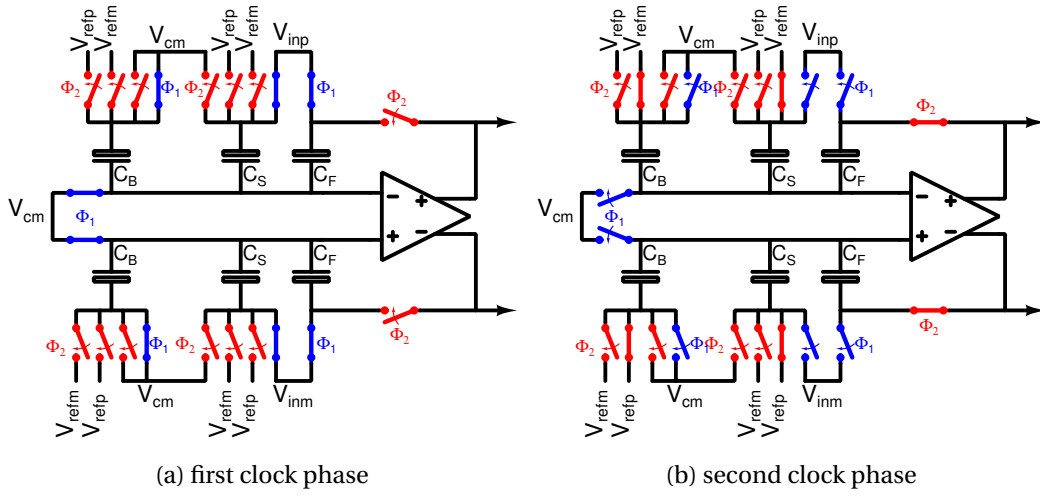 Vrefp Vrefm Vcm Vrefp Vrefm Vinp
Φ2 Φ1 Φ2 Φ1 Φ2
CB CS CF
Vcm Φ1
− +
+ −
CB CS CF
Φ2 Φ1 Φ2 Φ1 Φ2
Vrefm Vrefp Vcm Vrefm Vrefp Vinm
(a) first clock phase
Vrefp Vrefm Vcm Vrefp Vrefm Vinp
Φ2 Φ1 Φ2 Φ1 Φ2
CB CS CF
Vcm Φ1
− +
+ −
CB CS CF
Φ2 Φ1 Φ2 Φ1 Φ2
Vrefm Vrefp Vcm Vrefm Vrefp Vinm
(b) second clock phase